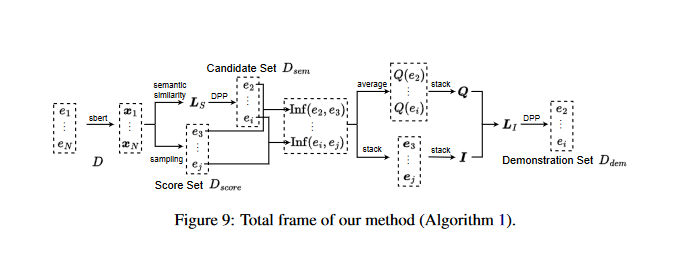 Candidate Set D_sem
semantic
similarity
L_S
DPP
e_2
⋮
e_i
average
Q(e_2)
⋮
Q(e_i)
stack
Q
e_1
⋮
e_N
sbert
x_1
⋮
x_N
D
sampling
e_3
⋮
e_j
Score Set D_score
Inf(e_2, e_3)
⋮
Inf(e_i, e_j)
stack
e_3
⋮
e_j
stack
I
L_I
DPP
e_2
⋮
e_i
Demonstration Set D_dem
Figure 9: Total frame of our method (Algorithm 1).